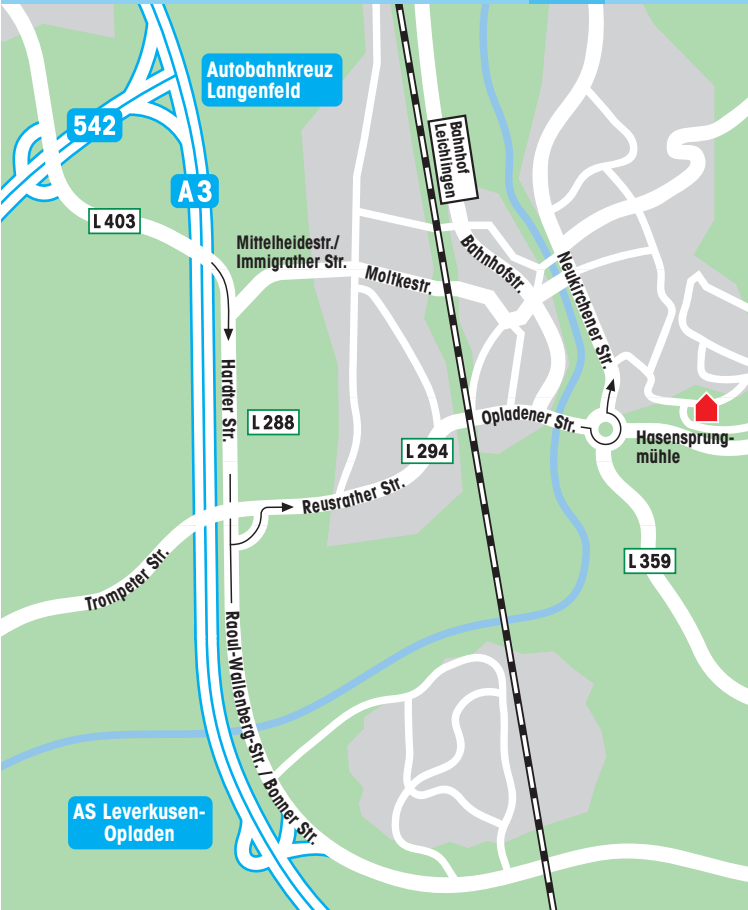 Autobahnkreuz
Langenfeld
542
A 3
L 403
Bahnhof
Leichlingen
Mittelheidestr./
Immigrather Str.
Moltkestr.
Bahnhofstr.
Neukirchener Str.
Hardter Str.
L 288
Opladener Str.
L 294
Hasensprung-
mühle
Reusrather Str.
Trompeter Str.
L 359
Raoul-Wallenberg-Str. / Bonner Str.
AS Leverkusen-
Opladen